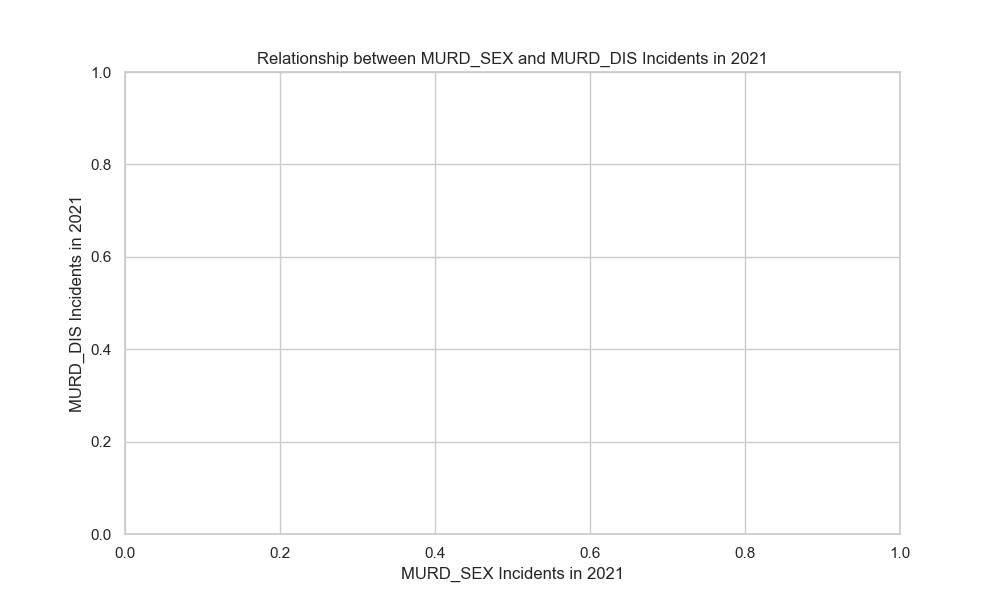 Relationship between MURD_SEX and MURD_DIS Incidents in 2021
1.0
0.8
0.6
0.4
0.2
0.0
MURD_DIS Incidents in 2021
0.0 0.2 0.4 0.6 0.8 1.0
MURD_SEX Incidents in 2021